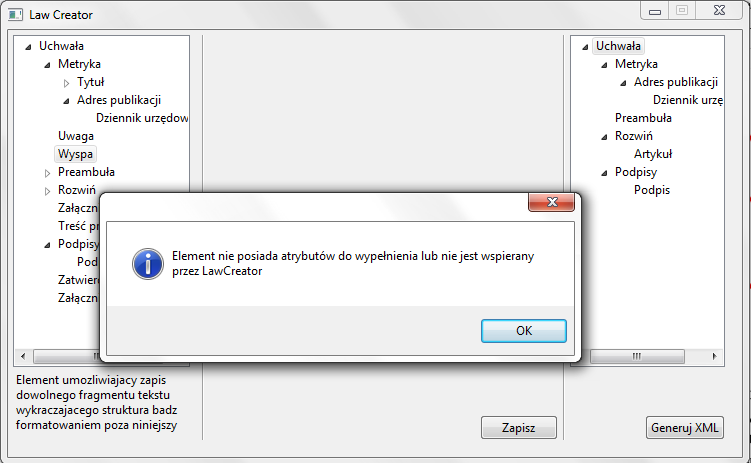 Law Creator
Uchwała
Metryka
Tytuł
Adres publikacji
Dziennik urzędow
Uwaga
Wyspa
Preambuła
Rozwiń
Załączn
Treść pr
Podpisy
Pod
Zatwier
Załączn
Element umozliwiajacy zapis
dowolnego fragmentu tekstu
wykraczajacego struktura badz
formatowaniem poza niniejszy
Element nie posiada atrybutów do wypełnienia lub nie jest wspierany
przez LawCreator
OK
Zapisz
Uchwała
Metryka
Adres publikacji
Dziennik urzę
Preambuła
Rozwiń
Artykuł
Podpisy
Podpis
Generuj XML